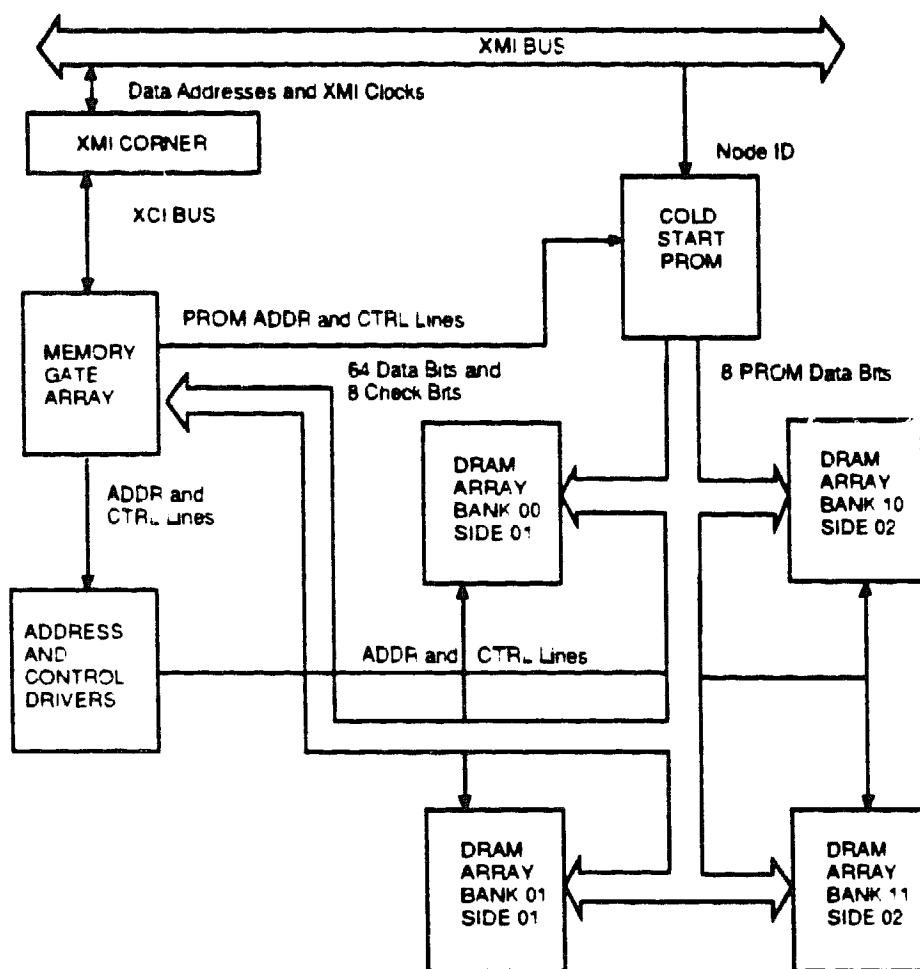 XMI BUS
Data Addresses and XMI Clocks
XMI CORNER
Node ID
XCI BUS
COLD
START
PROM
PROM ADDR and CTRL Lines
MEMORY
GATE
ARRAY
64 Data Bits and
8 Check Bits
8 PROM Data Bits
DRAM
ARRAY
BANK 00
SIDE 01
DRAM
ARRAY
BANK 10
SIDE 02
ADDR and
CTRL Lines
ADDRESS
AND
CONTROL
DRIVERS
ADDR and CTRL Lines
DRAM
ARRAY
BANK 01
SIDE 01
DRAM
ARRAY
BANK 11
SIDE 02